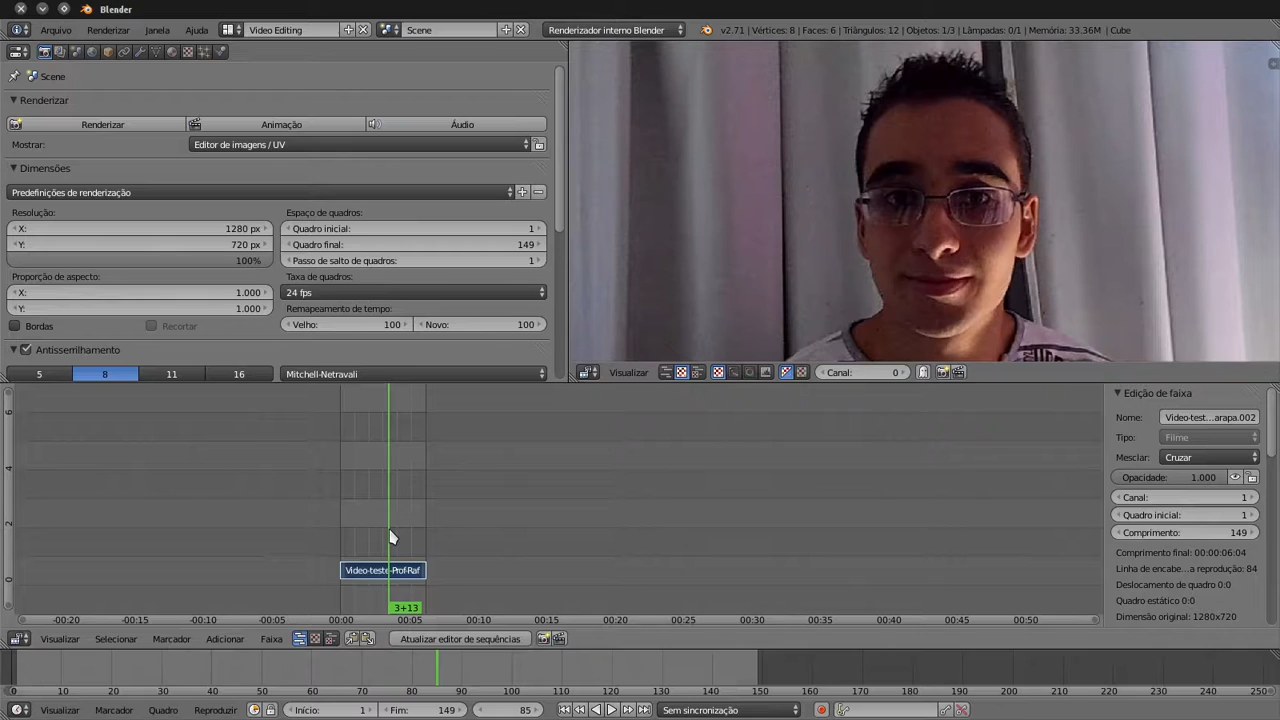 Blender
Arquivo Renderizar Janela Ajuda Video Editing Scene Renderizador interno Blender v2.71 | Vértices: 8 | Faces: 6 | Triângulos: 12 | Objetos: 1/3 | Lâmpadas: 0/1 | Memória: 33.36M | Cube
Scene
Renderizar
Renderizar Animação Áudio
Mostrar: Editor de imagens / UV
Dimensões
Predefinições de renderização
Resolução: Espaço de quadros:
X: 1280 px Quadro inicial: 1
Y: 720 px Quadro final: 149
100% Passo de salto de quadros: 1
Proporção de aspecto: Taxa de quadros:
X: 1.000 24 fps
Y: 1.000 Remapeamento de tempo:
Bordas Recortar Velho: 100 Novo: 100
Antisserrilhamento
5 8 11 16 Mitchell-Netravali
Visualizar Canal: 0
6
4
2
0
Video-teste-Prof-Raf
3+13
-00:20 -00:15 -00:10 -00:05 00:00 00:05 00:10 00:15 00:20 00:25 00:30 00:35 00:40 00:45 00:50
Edição de faixa
Nome: Video-test...arapa.002
Tipo: Filme
Mesclar: Cruzar
Opacidade: 1.000
Canal: 1
Quadro inicial: 1
Comprimento: 149
Comprimento final: 00:00:06:04
Linha de encabe...a reprodução: 84
Deslocamento de quadro 0:0
Quadro estático 0:0
Dimensão original: 1280x720
Visualizar Selecionar Marcador Adicionar Faixa Atualizar editor de sequências
0 10 20 30 40 50 60 70 80 90 100 110 120 130 140 150 160 170 180 190 200 210 220 230 240 250
Visualizar Marcador Quadro Reproduzir Início: 1 Fim: 149 85 Sem sincronização